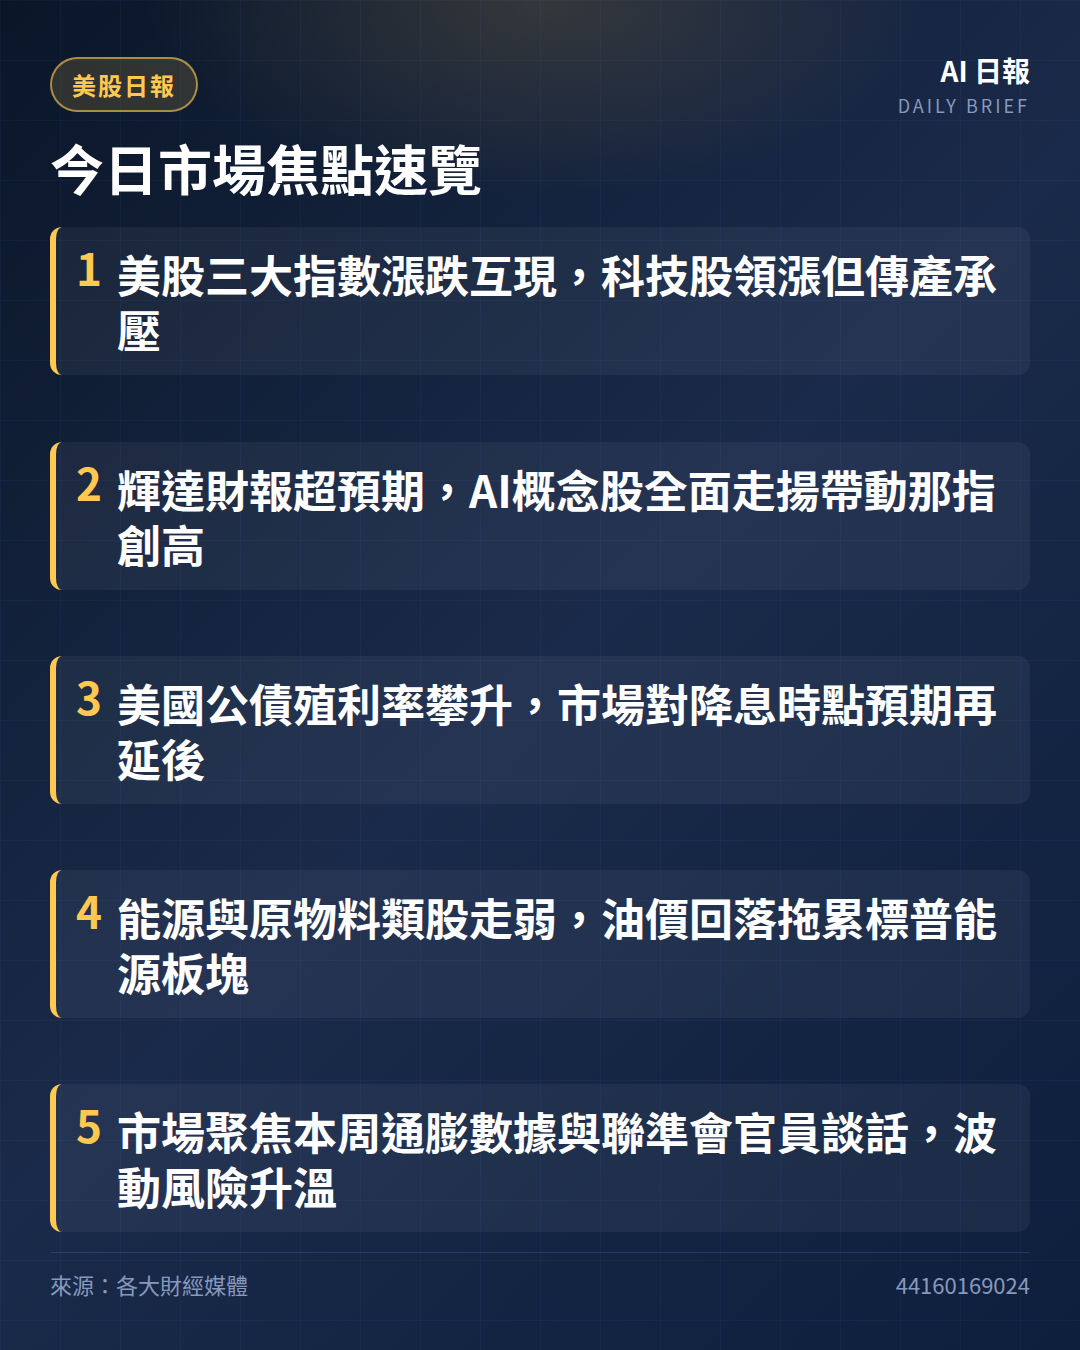 美股日報
AI 日報
DAILY BRIEF
今日市場焦點速覽
1 美股三大指數漲跌互現，科技股領漲但傳產承
壓
2 輝達財報超預期，AI概念股全面走揚帶動那指
創高
3 美國公債殖利率攀升，市場對降息時點預期再
延後
4 能源與原物料類股走弱，油價回落拖累標普能
源板塊
5 市場聚焦本周通膨數據與聯準會官員談話，波
動風險升溫
來源：各大財經媒體
44160169024